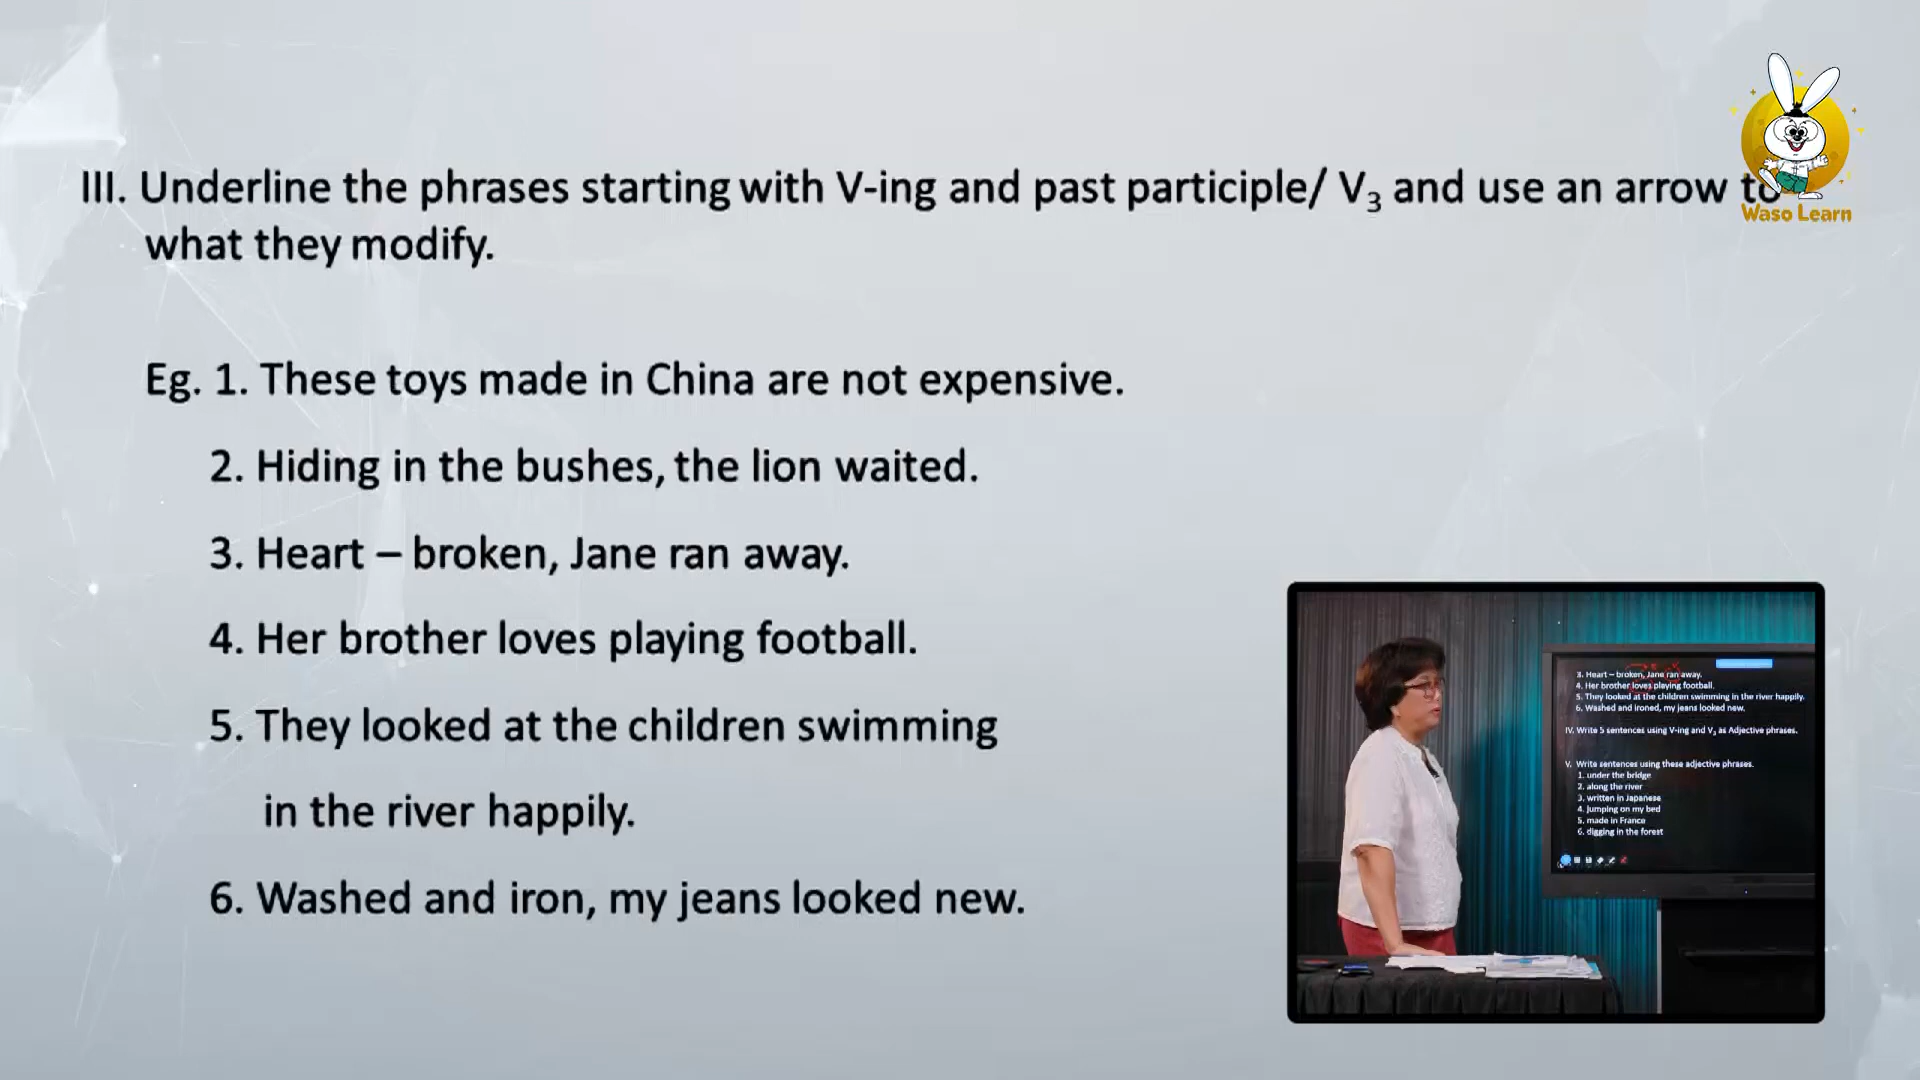 Waso Learn
III. Underline the phrases starting with V-ing and past participle/ V₃ and use an arrow to
what they modify.
Eg. 1. These toys made in China are not expensive.
2. Hiding in the bushes, the lion waited.
3. Heart – broken, Jane ran away.
4. Her brother loves playing football.
5. They looked at the children swimming
in the river happily.
6. Washed and iron, my jeans looked new.
3. Heart – broken, Jane ran away.
4. Her brother loves playing football.
5. They looked at the children swimming in the river happily.
6. Washed and ironed, my jeans looked new.
IV. Write 5 sentences using V-ing and V₃ as Adjective phrases.
V. Write sentences using these adjective phrases.
1. under the bridge
2. along the river
3. written in Japanese
4. jumping on my bed
5. made in France
6. digging in the forest